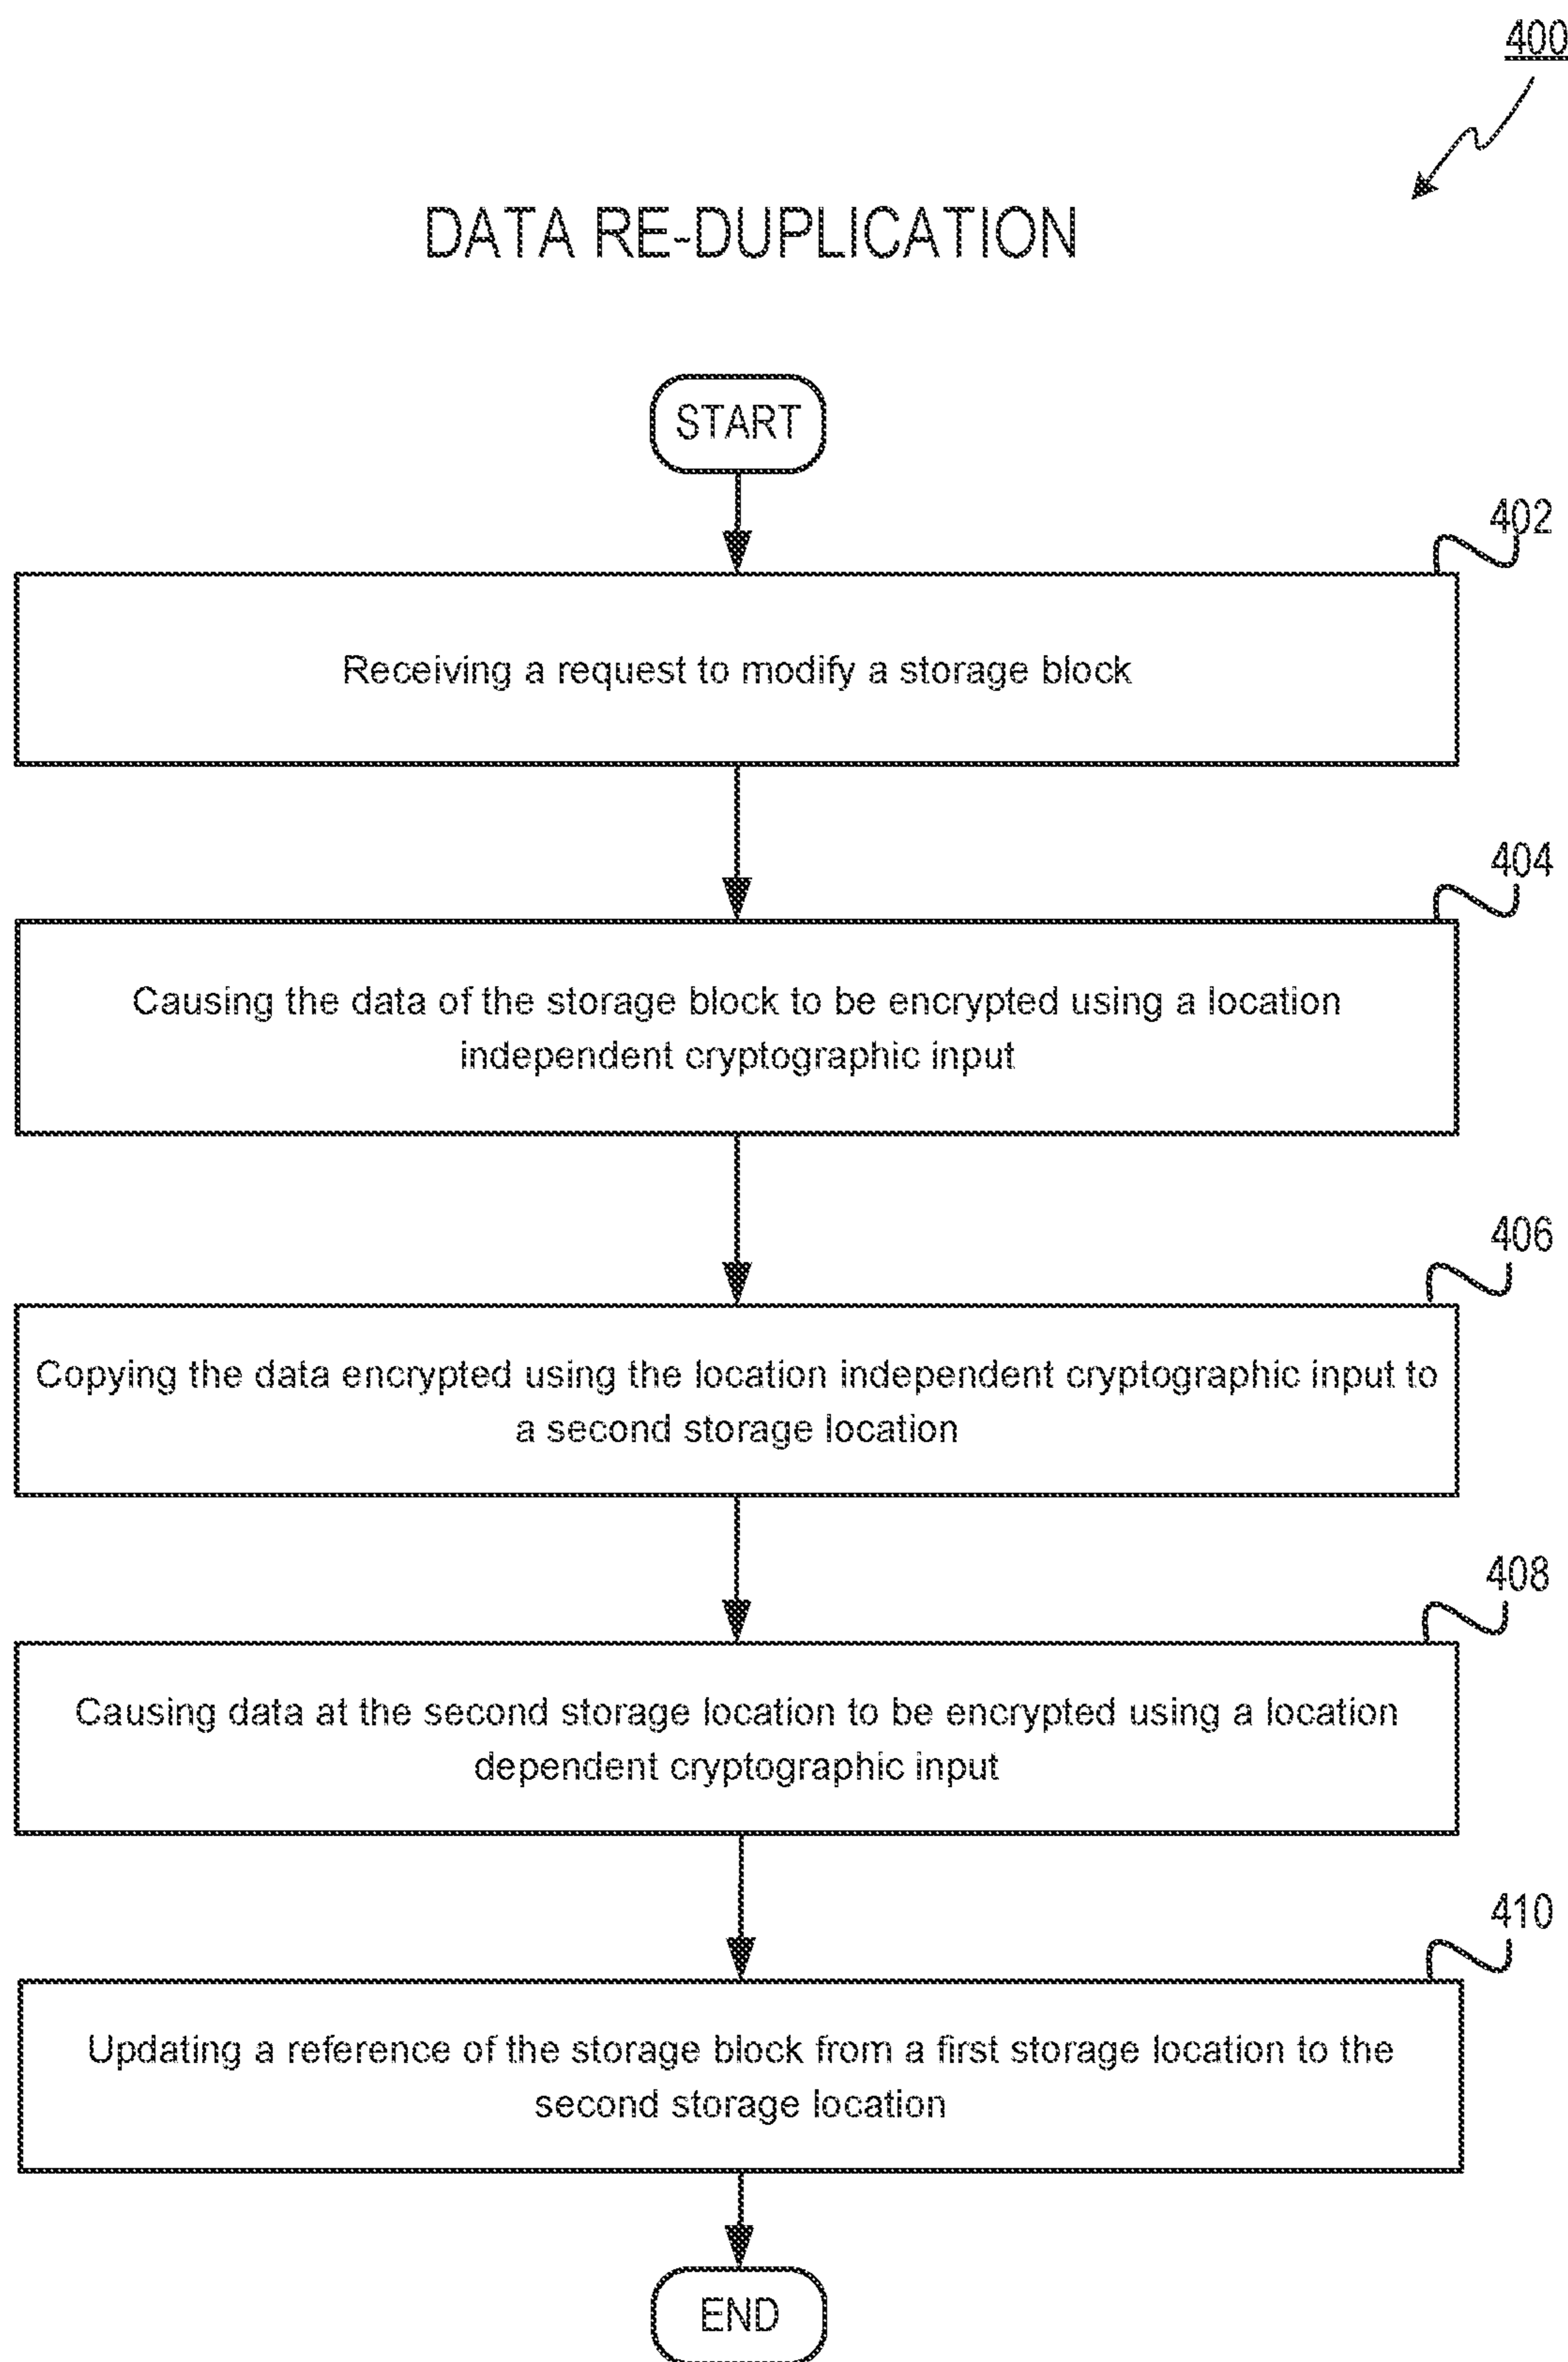 400
DATA RE-DUPLICATION
START
402
Receiving a request to modify a storage block
404
Causing the data of the storage block to be encrypted using a location
independent cryptographic input
406
Copying the data encrypted using the location independent cryptographic input to
a second storage location
408
Causing data at the second storage location to be encrypted using a location
dependent cryptographic input
410
Updating a reference of the storage block from a first storage location to the
second storage location
END